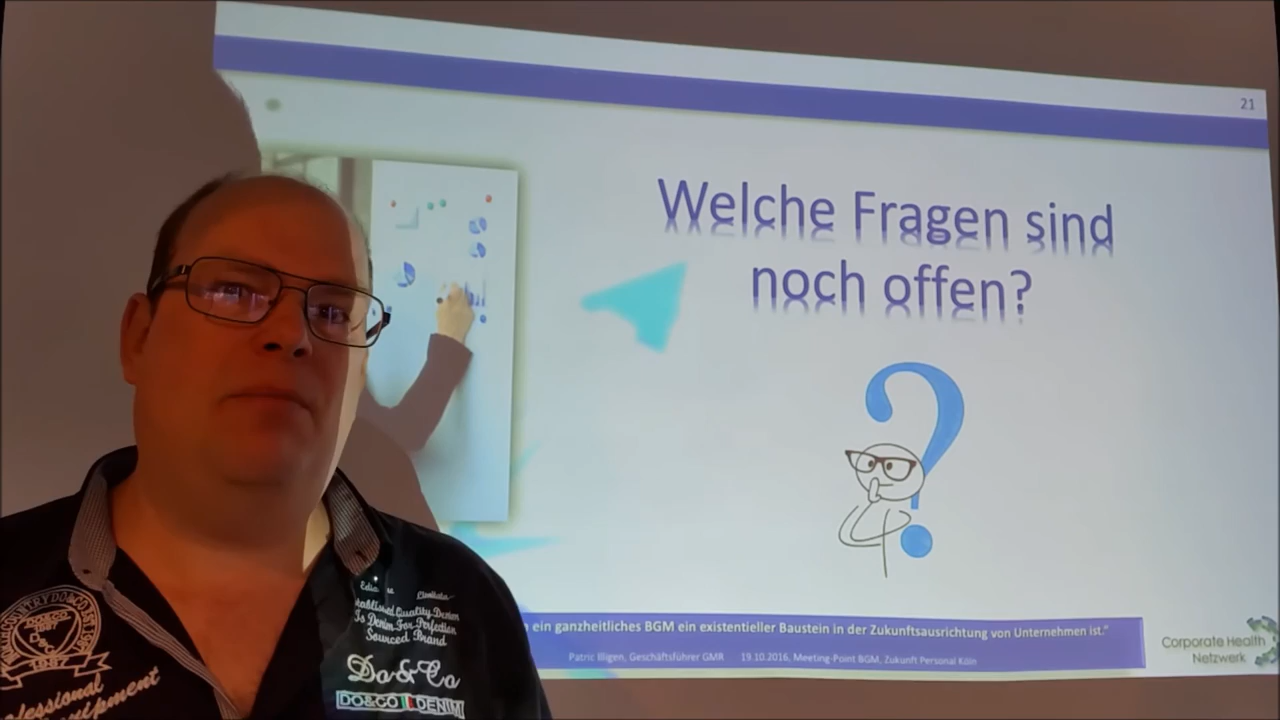 21
Welche Fragen sind
noch offen?
?
ein ganzheitliches BGM ein existentieller Baustein in der Zukunftsausrichtung von Unternehmen ist."
Patric Illigen, Geschäftsführer GMR 19.10.2016, Meeting-Point BGM, Zukunft Personal Köln
Corporate Health
Netzwerk
Quality Denim
Is Denim For Perfection
Sourced Brand
Do&Co
DO&CO DENIM
1987